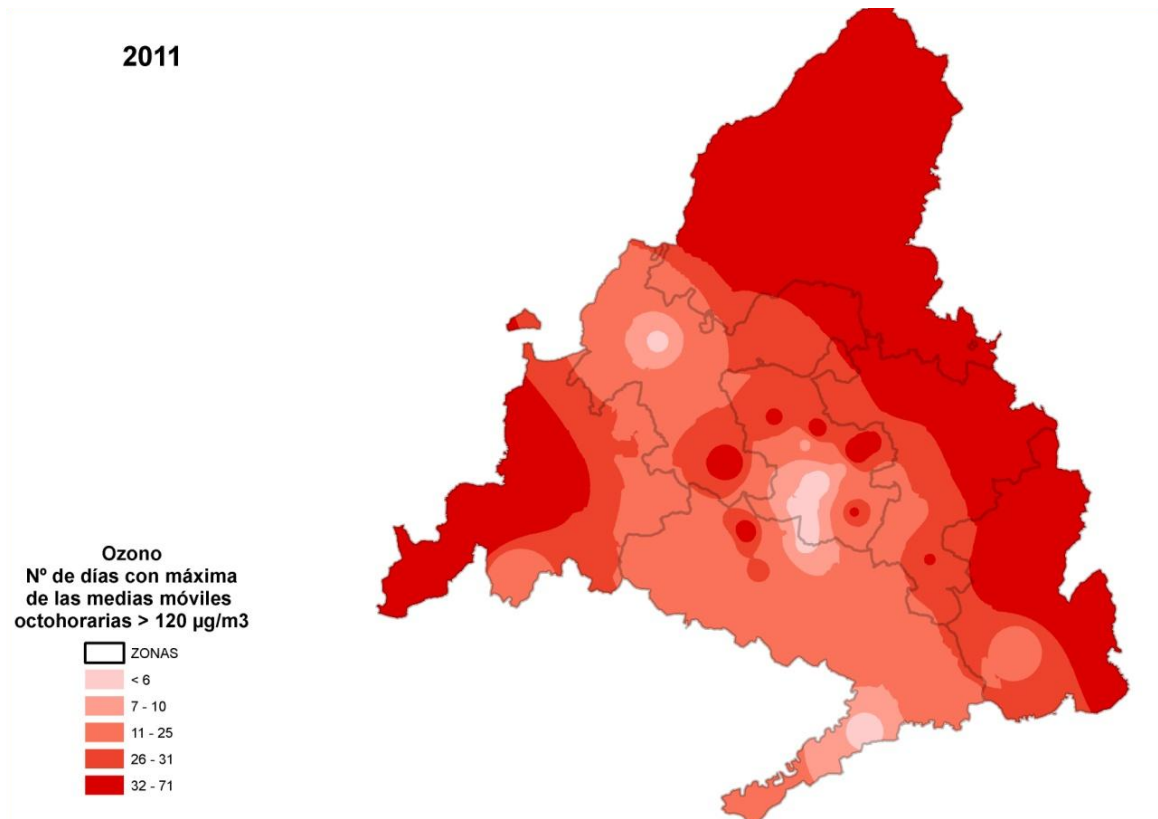 2011
Ozono
Nº de días con máxima
de las medias móviles
octohorarias > 120 µg/m3
ZONAS
< 6
7 - 10
11 - 25
26 - 31
32 - 71